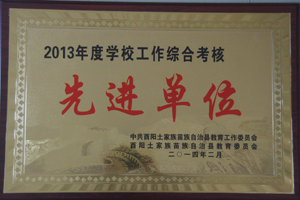 2013年度学校工作综合考核
先进单位
中共酉阳土家族苗族自治县教育工作委员会
酉阳土家族苗族自治县教育委员会
二〇一四年二月